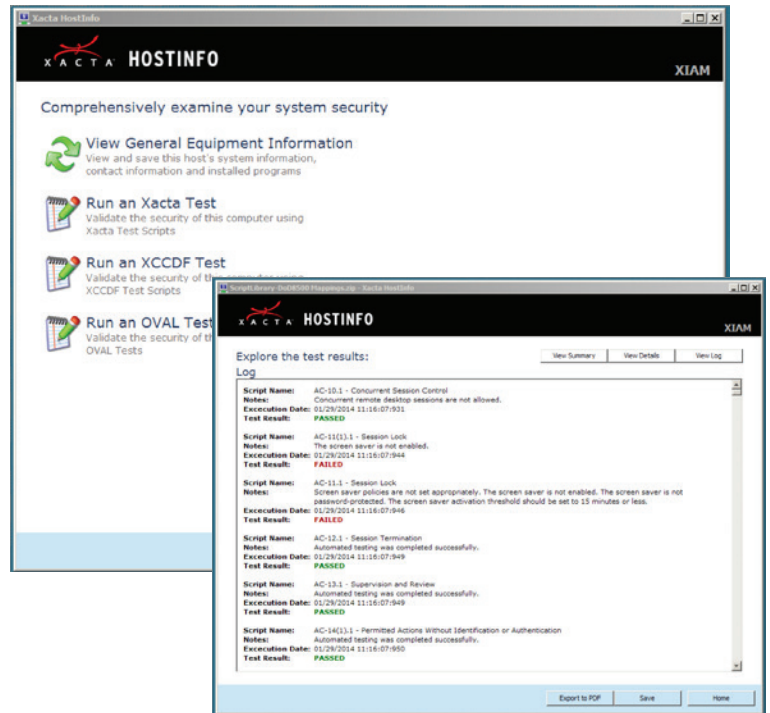 Xacta HostInfo
XACTA HOSTINFO
XIAM
Comprehensively examine your system security
View General Equipment Information
View and save this host's system information,
contact information and installed programs
Run an Xacta Test
Validate the security of this computer using
Xacta Test Scripts
Run an XCCDF Test
Validate the security of this computer using
XCCDF Test Scripts
Run an OVAL Test
Validate the security of th
OVAL Tests
ScriptLibrary-DoD8500 Mappings.zip - Xacta HostInfo
XACTA HOSTINFO
XIAM
Explore the test results:
View Summary View Details View Log
Log
Script Name: AC-10.1 - Concurrent Session Control
Notes: Concurrent remote desktop sessions are not allowed.
Excecution Date: 01/29/2014 11:16:07:931
Test Result: PASSED
Script Name: AC-11(1).1 - Session Lock
Notes: The screen saver is not enabled.
Excecution Date: 01/29/2014 11:16:07:944
Test Result: FAILED
Script Name: AC-11.1 - Session Lock
Notes: Screen saver policies are not set appropriately. The screen saver is not enabled. The screen saver is not
password-protected. The screen saver activation threshold should be set to 15 minutes or less.
Excecution Date: 01/29/2014 11:16:07:946
Test Result: FAILED
Script Name: AC-12.1 - Session Termination
Notes: Automated testing was completed successfully.
Excecution Date: 01/29/2014 11:16:07:949
Test Result: PASSED
Script Name: AC-13.1 - Supervision and Review
Notes: Automated testing was completed successfully.
Excecution Date: 01/29/2014 11:16:07:949
Test Result: PASSED
Script Name: AC-14(1).1 - Permitted Actions Without Identification or Authentication
Notes: Automated testing was completed successfully.
Excecution Date: 01/29/2014 11:16:07:950
Test Result: PASSED
Export to PDF Save Home